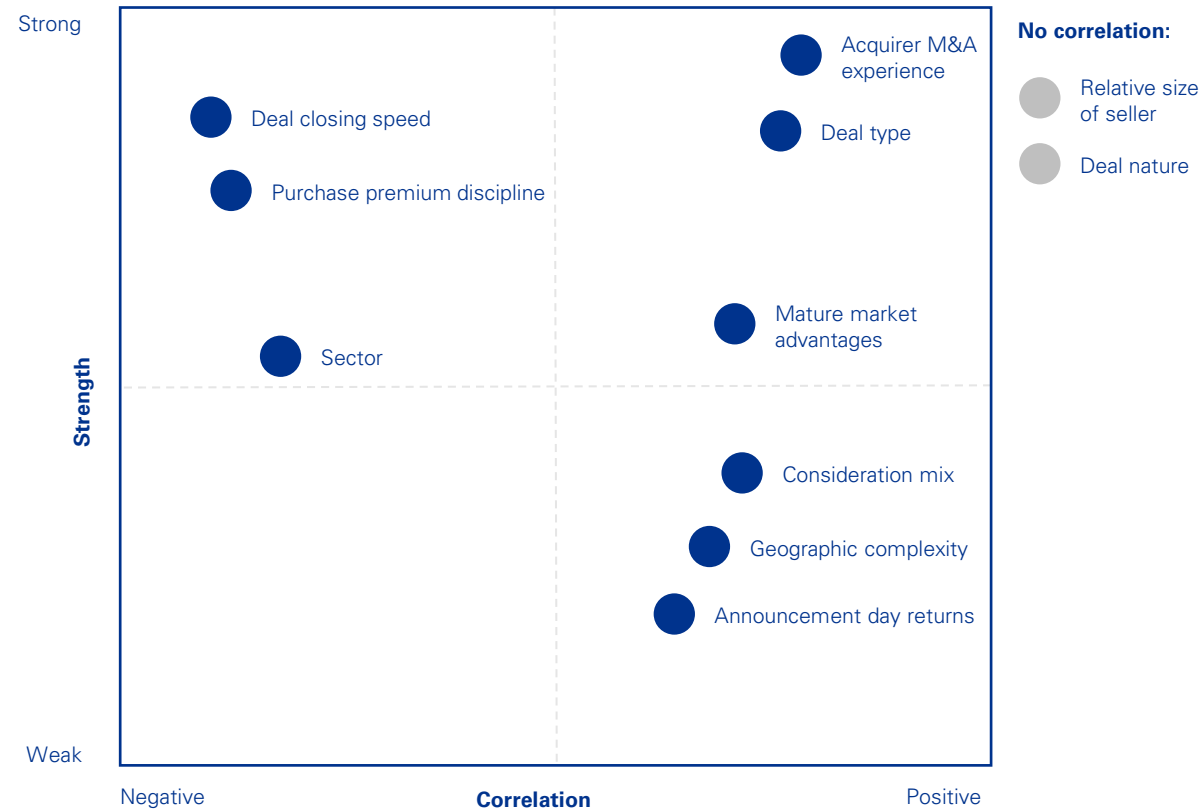 Strong
Acquirer M&A
experience
Deal closing speed
Deal type
Purchase premium discipline
Mature market
advantages
Sector
Strength
Consideration mix
Geographic complexity
Announcement day returns
Weak
Negative
Correlation
Positive
No correlation:
Relative size
of seller
Deal nature